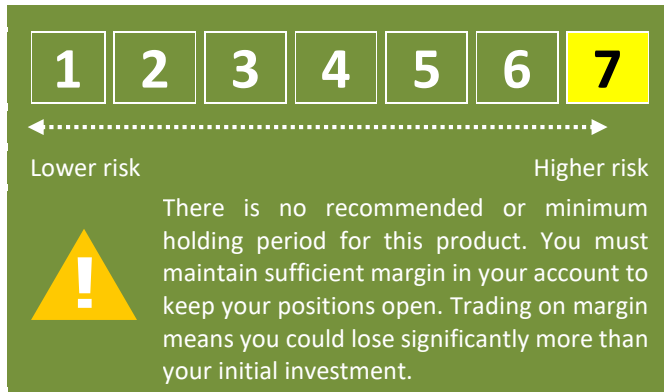 1 2 3 4 5 6 7
Lower risk Higher risk
There is no recommended or minimum
holding period for this product. You must
maintain sufficient margin in your account to
keep your positions open. Trading on margin
means you could lose significantly more than
your initial investment.
!